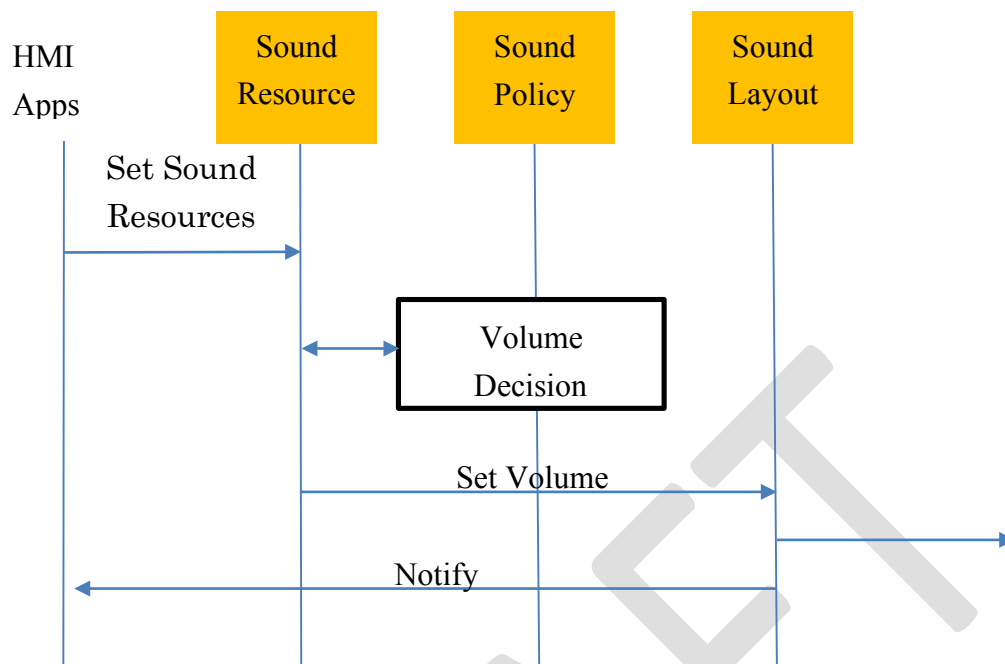 HMI
Apps
Sound
Resource
Sound
Policy
Sound
Layout
Set Sound
Resources
Volume
Decision
Set Volume
Notify